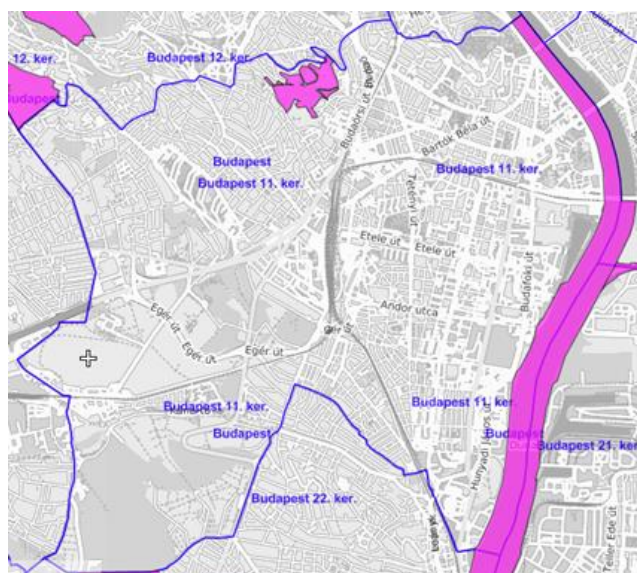 12. ker.
Budapest
Budapest 12. ker.
Budaörsi út
Bartók Béla út
Budapest
Budapest 11. ker.
Budapest 11. ker.
Tétényi út
Etele út
Etele út
Budafoki út
Egér út
Egér út
Egér út
Andor utca
Budapest 11. ker.
Budapest
Budapest 11. ker.
Hunyadi
út
Budapest
Budapest 21. ker.
Budapest 22. ker.
Teller Ede út